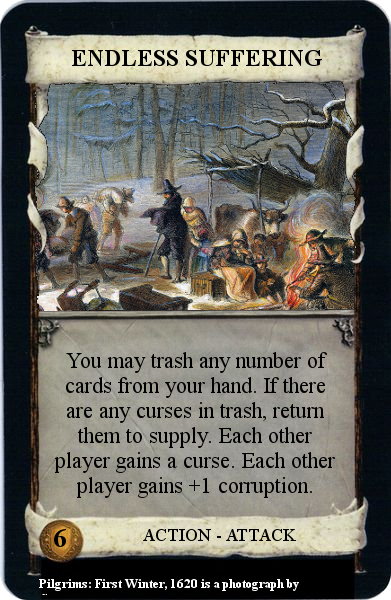 ENDLESS SUFFERING
You may trash any number of
cards from your hand. If there
are any curses in trash, return
them to supply. Each other
player gains a curse. Each other
player gains +1 corruption.
6
ACTION - ATTACK
Pilgrims: First Winter, 1620 is a photograph by